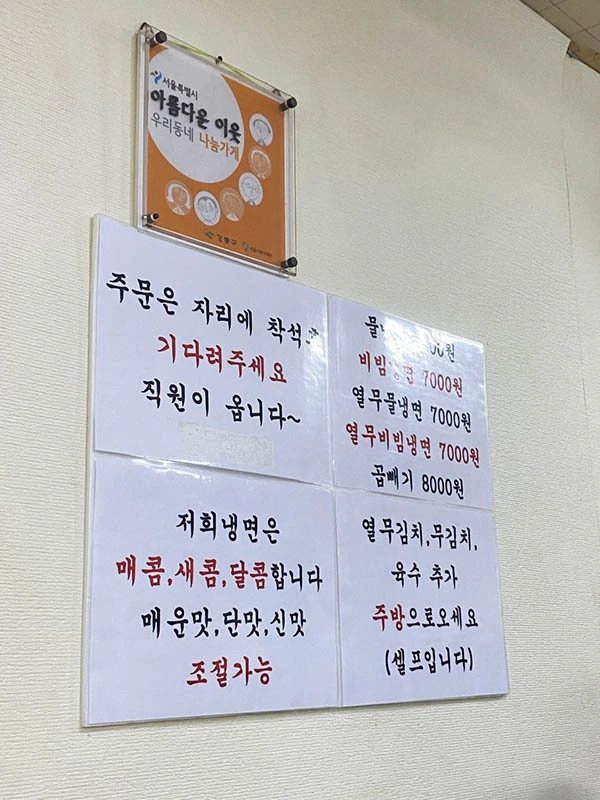 서울특별시
아름다운 이웃
우리동네 나눔가게
강동구
주문은 자리에 착석후
기다려주세요
직원이 옵니다~
비빔냉면 7000원
열무물냉면 7000원
열무비빔냉면 7000원
곱빼기 8000원
저희냉면은
매콤,새콤,달콤합니다
매운맛,단맛,신맛
조절가능
열무김치,무김치,
육수 추가
주방으로오세요
(셀프입니다)